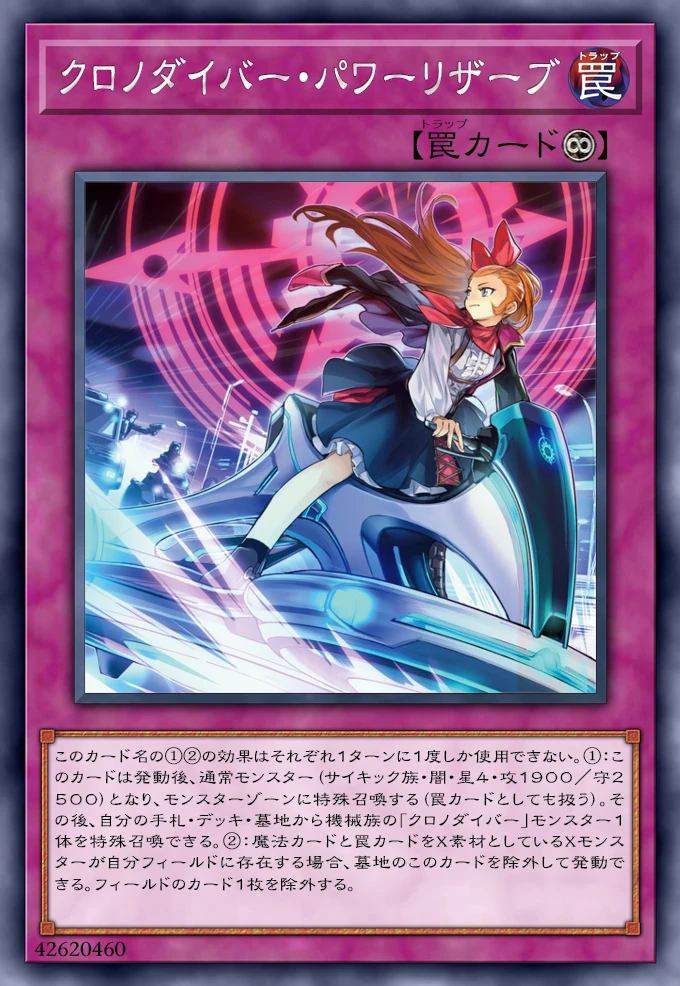 クロノダイバー・パワーリザーブ
トラップ
罠
トラップ
【罠カード♾】
このカード名の①②の効果はそれぞれ1ターンに1度しか使用できない。①：こ
のカードは発動後、通常モンスター（サイキック族・闇・星4・攻1900／守2
500）となり、モンスターゾーンに特殊召喚する（罠カードとしても扱う）。そ
の後、自分の手札・デッキ・墓地から機械族の「クロノダイバー」モンスター1
体を特殊召喚できる。②：魔法カードと罠カードをX素材としているXモンス
ターが自分フィールドに存在する場合、墓地のこのカードを除外して発動で
きる。フィールドのカード1枚を除外する。
42620460